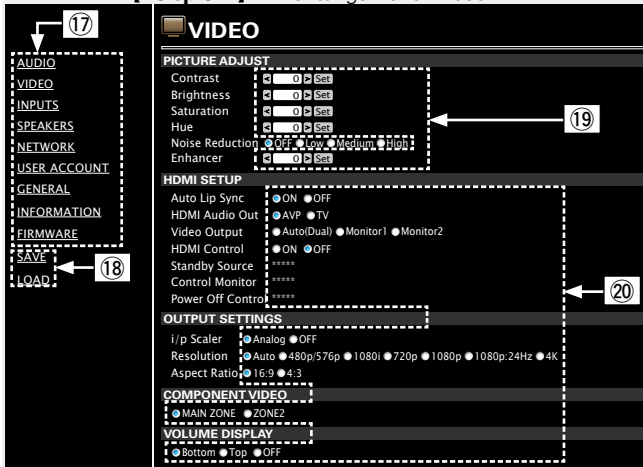 ⑰
VIDEO
AUDIO
VIDEO
INPUTS
SPEAKERS
NETWORK
USER ACCOUNT
GENERAL
INFORMATION
FIRMWARE
SAVE
LOAD
⑱
PICTURE ADJUST
Contrast < 0 > Set
Brightness < 0 > Set
Saturation < 0 > Set
Hue < 0 > Set
Noise Reduction OFF Low Medium High
Enhancer < 0 > Set
⑲
HDMI SETUP
Auto Lip Sync ON OFF
HDMI Audio Out AVP TV
Video Output Auto(Dual) Monitor1 Monitor2
HDMI Control ON OFF
Standby Source *****
Control Monitor *****
Power Off Contro *****
⑳
OUTPUT SETTINGS
i/p Scaler Analog OFF
Resolution Auto 480p/576p 1080i 720p 1080p 1080p:24Hz 4K
Aspect Ratio 16:9 4:3
COMPONENT VIDEO
MAIN ZONE ZONE2
VOLUME DISPLAY
Bottom Top OFF